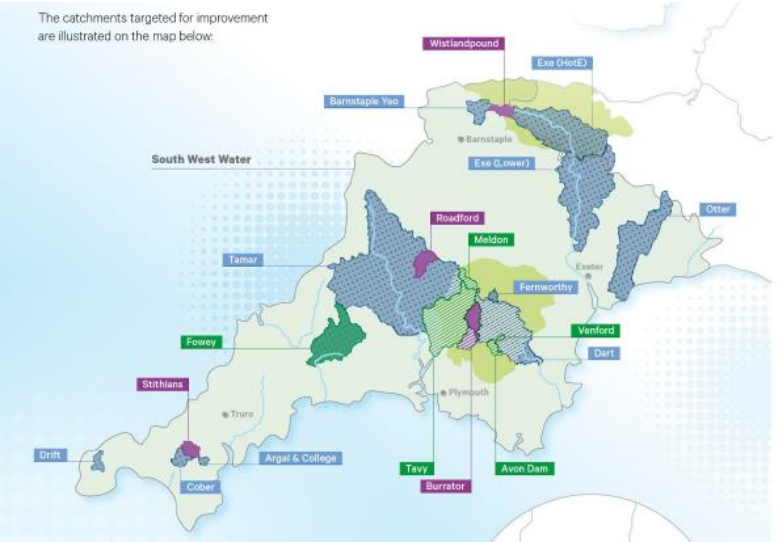 The catchments targeted for improvement
are illustrated on the map below:
Wistlandpound
Exe (HotE)
Barnstaple Yeo
Barnstaple
South West Water
Exe (Lower)
Otter
Roadford
Meldon
Tamar
Exeter
Fernworthy
Fowey
Venford
Dart
Stithians
Plymouth
Truro
Drift
Argal & College
Tavy
Avon Dam
Cober
Burrator